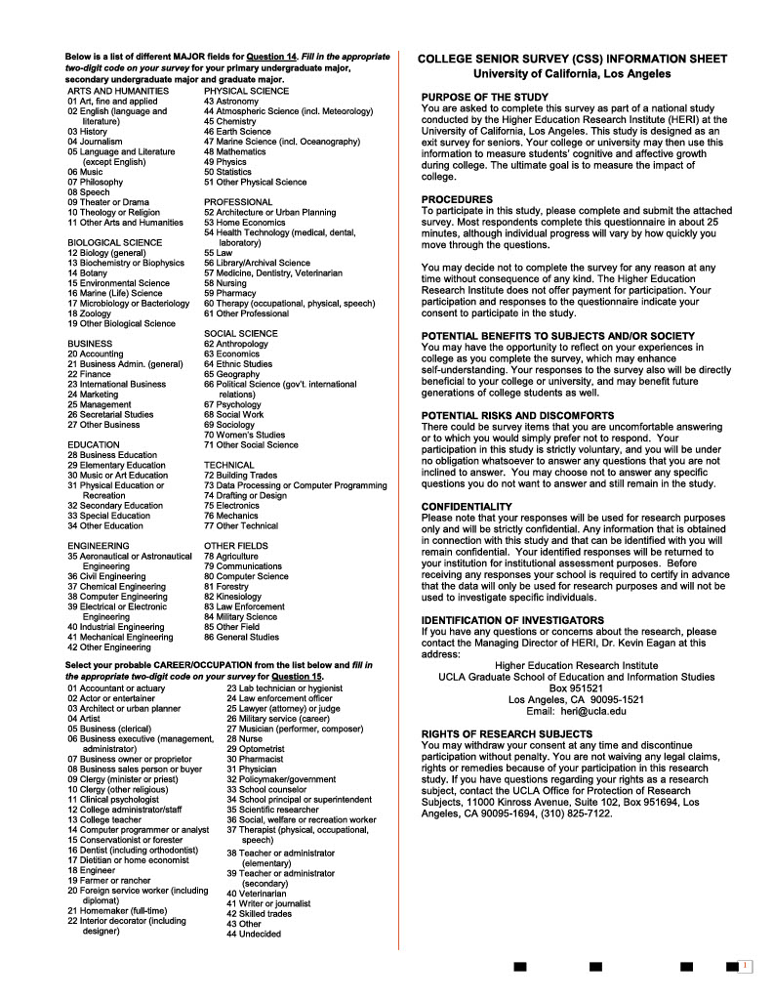 Below is a list of different MAJOR fields for Question 14. Fill in the appropriate
two-digit code on your survey for your primary undergraduate major,
secondary undergraduate major and graduate major.
ARTS AND HUMANITIES
01 Art, fine and applied
02 English (language and
literature)
03 History
04 Journalism
05 Language and Literature
(except English)
06 Music
07 Philosophy
08 Speech
09 Theater or Drama
10 Theology or Religion
11 Other Arts and Humanities
BIOLOGICAL SCIENCE
12 Biology (general)
13 Biochemistry or Biophysics
14 Botany
15 Environmental Science
16 Marine (Life) Science
17 Microbiology or Bacteriology
18 Zoology
19 Other Biological Science
BUSINESS
20 Accounting
21 Business Admin. (general)
22 Finance
23 International Business
24 Marketing
25 Management
26 Secretarial Studies
27 Other Business
EDUCATION
28 Business Education
29 Elementary Education
30 Music or Art Education
31 Physical Education or
Recreation
32 Secondary Education
33 Special Education
34 Other Education
ENGINEERING
35 Aeronautical or Astronautical
Engineering
36 Civil Engineering
37 Chemical Engineering
38 Computer Engineering
39 Electrical or Electronic
Engineering
40 Industrial Engineering
41 Mechanical Engineering
42 Other Engineering
PHYSICAL SCIENCE
43 Astronomy
44 Atmospheric Science (incl. Meteorology)
45 Chemistry
46 Earth Science
47 Marine Science (incl. Oceanography)
48 Mathematics
49 Physics
50 Statistics
51 Other Physical Science
PROFESSIONAL
52 Architecture or Urban Planning
53 Home Economics
54 Health Technology (medical, dental,
laboratory)
55 Law
56 Library/Archival Science
57 Medicine, Dentistry, Veterinarian
58 Nursing
59 Pharmacy
60 Therapy (occupational, physical, speech)
61 Other Professional
SOCIAL SCIENCE
62 Anthropology
63 Economics
64 Ethnic Studies
65 Geography
66 Political Science (gov't. international
relations)
67 Psychology
68 Social Work
69 Sociology
70 Women's Studies
71 Other Social Science
TECHNICAL
72 Building Trades
73 Data Processing or Computer Programming
74 Drafting or Design
75 Electronics
76 Mechanics
77 Other Technical
OTHER FIELDS
78 Agriculture
79 Communications
80 Computer Science
81 Forestry
82 Kinesiology
83 Law Enforcement
84 Military Science
85 Other Field
86 General Studies
Select your probable CAREER/OCCUPATION from the list below and fill in
the appropriate two-digit code on your survey for Question 15.
01 Accountant or actuary
02 Actor or entertainer
03 Architect or urban planner
04 Artist
05 Business (clerical)
06 Business executive (management,
administrator)
07 Business owner or proprietor
08 Business sales person or buyer
09 Clergy (minister or priest)
10 Clergy (other religious)
11 Clinical psychologist
12 College administrator/staff
13 College teacher
14 Computer programmer or analyst
15 Conservationist or forester
16 Dentist (including orthodontist)
17 Dietitian or home economist
18 Engineer
19 Farmer or rancher
20 Foreign service worker (including
diplomat)
21 Homemaker (full-time)
22 Interior decorator (including
designer)
23 Lab technician or hygienist
24 Law enforcement officer
25 Lawyer (attorney) or judge
26 Military service (career)
27 Musician (performer, composer)
28 Nurse
29 Optometrist
30 Pharmacist
31 Physician
32 Policymaker/government
33 School counselor
34 School principal or superintendent
35 Scientific researcher
36 Social, welfare or recreation worker
37 Therapist (physical, occupational,
speech)
38 Teacher or administrator
(elementary)
39 Teacher or administrator
(secondary)
40 Veterinarian
41 Writer or journalist
42 Skilled trades
43 Other
44 Undecided
COLLEGE SENIOR SURVEY (CSS) INFORMATION SHEET
University of California, Los Angeles
PURPOSE OF THE STUDY
You are asked to complete this survey as part of a national study
conducted by the Higher Education Research Institute (HERI) at the
University of California, Los Angeles. This study is designed as an
exit survey for seniors. Your college or university may then use this
information to measure students' cognitive and affective growth
during college. The ultimate goal is to measure the impact of
college.
PROCEDURES
To participate in this study, please complete and submit the attached
survey. Most respondents complete this questionnaire in about 25
minutes, although individual progress will vary by how quickly you
move through the questions.
You may decide not to complete the survey for any reason at any
time without consequence of any kind. The Higher Education
Research Institute does not offer payment for participation. Your
participation and responses to the questionnaire indicate your
consent to participate in the study.
POTENTIAL BENEFITS TO SUBJECTS AND/OR SOCIETY
You may have the opportunity to reflect on your experiences in
college as you complete the survey, which may enhance
self-understanding. Your responses to the survey also will be directly
beneficial to your college or university, and may benefit future
generations of college students as well.
POTENTIAL RISKS AND DISCOMFORTS
There could be survey items that you are uncomfortable answering
or to which you would simply prefer not to respond. Your
participation in this study is strictly voluntary, and you will be under
no obligation whatsoever to answer any questions that you are not
inclined to answer. You may choose not to answer any specific
questions you do not want to answer and still remain in the study.
CONFIDENTIALITY
Please note that your responses will be used for research purposes
only and will be strictly confidential. Any information that is obtained
in connection with this study and that can be identified with you will
remain confidential. Your identified responses will be returned to
your institution for institutional assessment purposes. Before
receiving any responses your school is required to certify in advance
that the data will only be used for research purposes and will not be
used to investigate specific individuals.
IDENTIFICATION OF INVESTIGATORS
If you have any questions or concerns about the research, please
contact the Managing Director of HERI, Dr. Kevin Eagan at this
address:
Higher Education Research Institute
UCLA Graduate School of Education and Information Studies
Box 951521
Los Angeles, CA 90095-1521
Email: heri@ucla.edu
RIGHTS OF RESEARCH SUBJECTS
You may withdraw your consent at any time and discontinue
participation without penalty. You are not waiving any legal claims,
rights or remedies because of your participation in this research
study. If you have questions regarding your rights as a research
subject, contact the UCLA Office for Protection of Research
Subjects, 11000 Kinross Avenue, Suite 102, Box 951694, Los
Angeles, CA 90095-1694, (310) 825-7122.
1